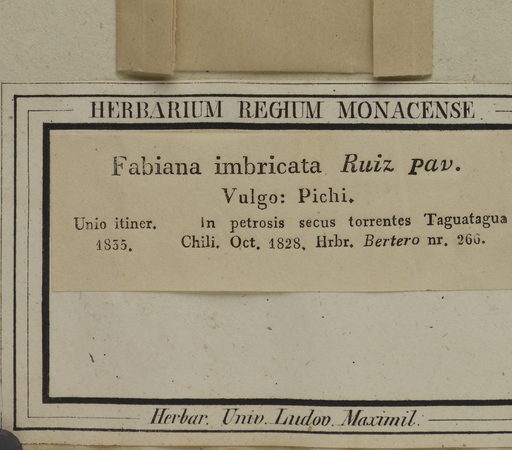 HERBARIUM REGIUM MONACENSE
Fabiana imbricata Ruiz pav.
Vulgo: Pichi.
Unio itiner. In petrosis secus torrentes Taguatagua
1835. Chili. Oct. 1828. Hrbr. Bertero nr. 266.
Herbar. Univ. Ludov. Maximil.